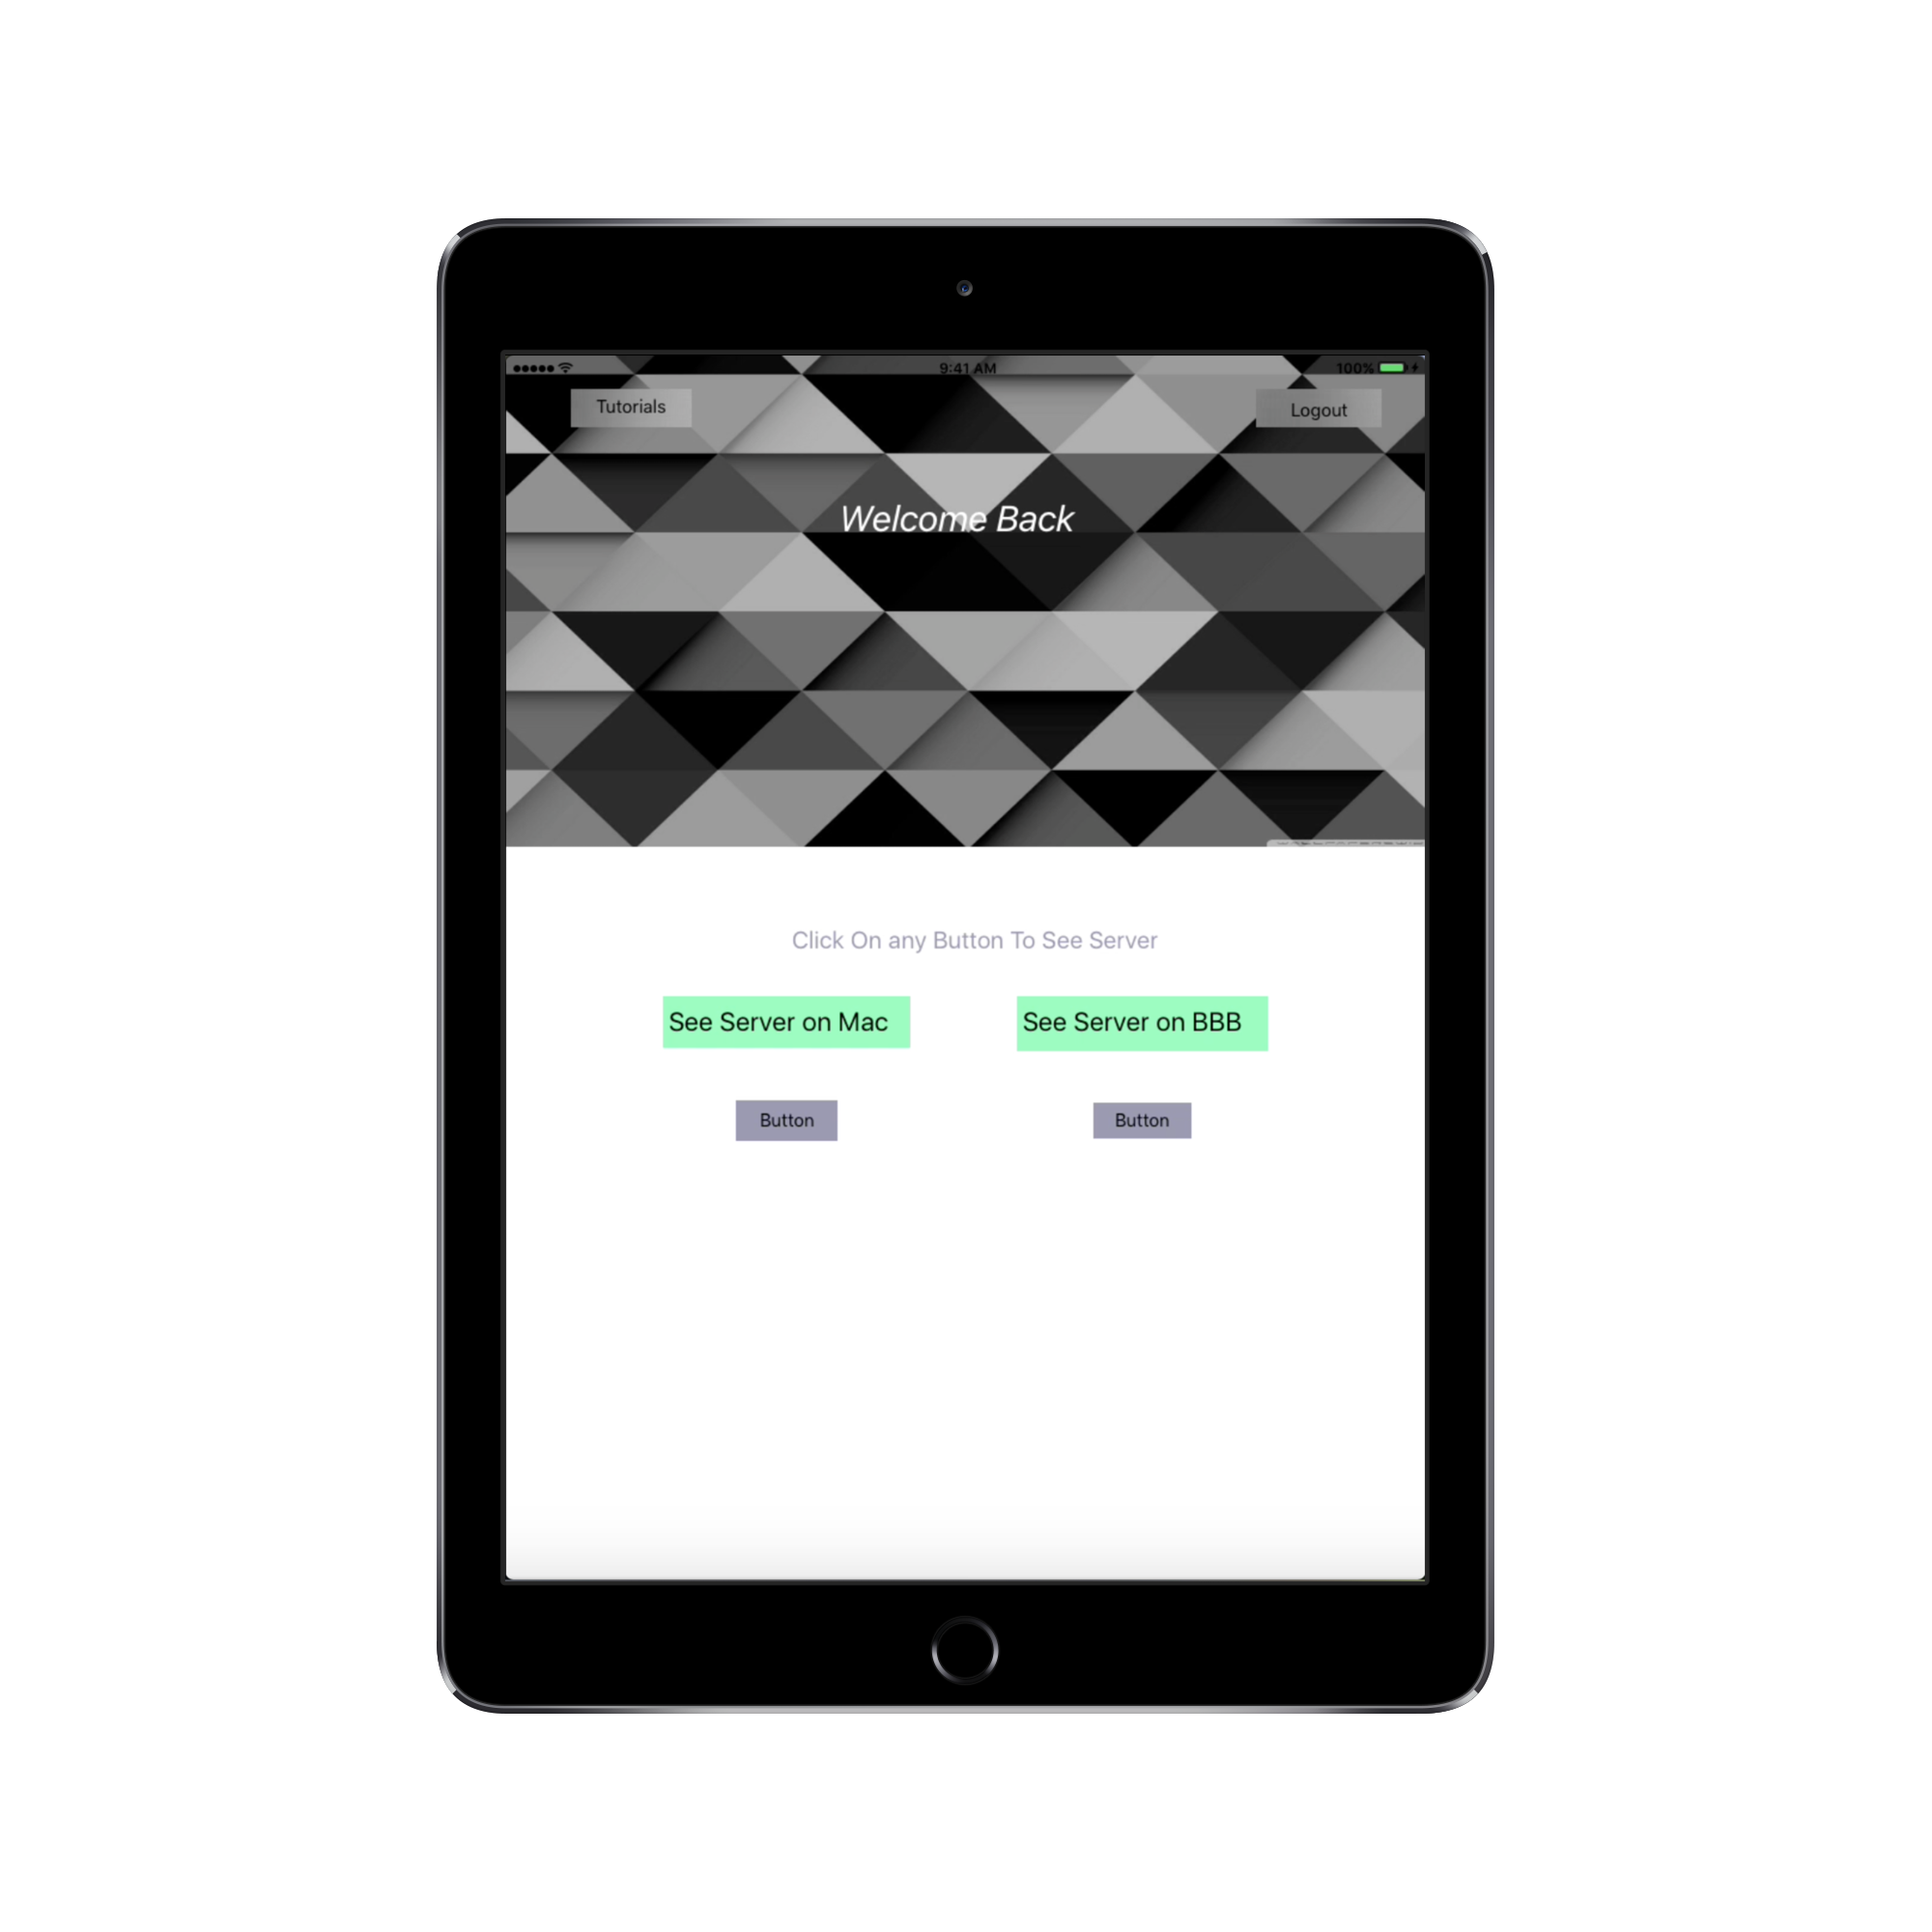 9:41 AM 100%
Tutorials Logout
Welcome Back
Click On any Button To See Server
See Server on Mac See Server on BBB
Button Button